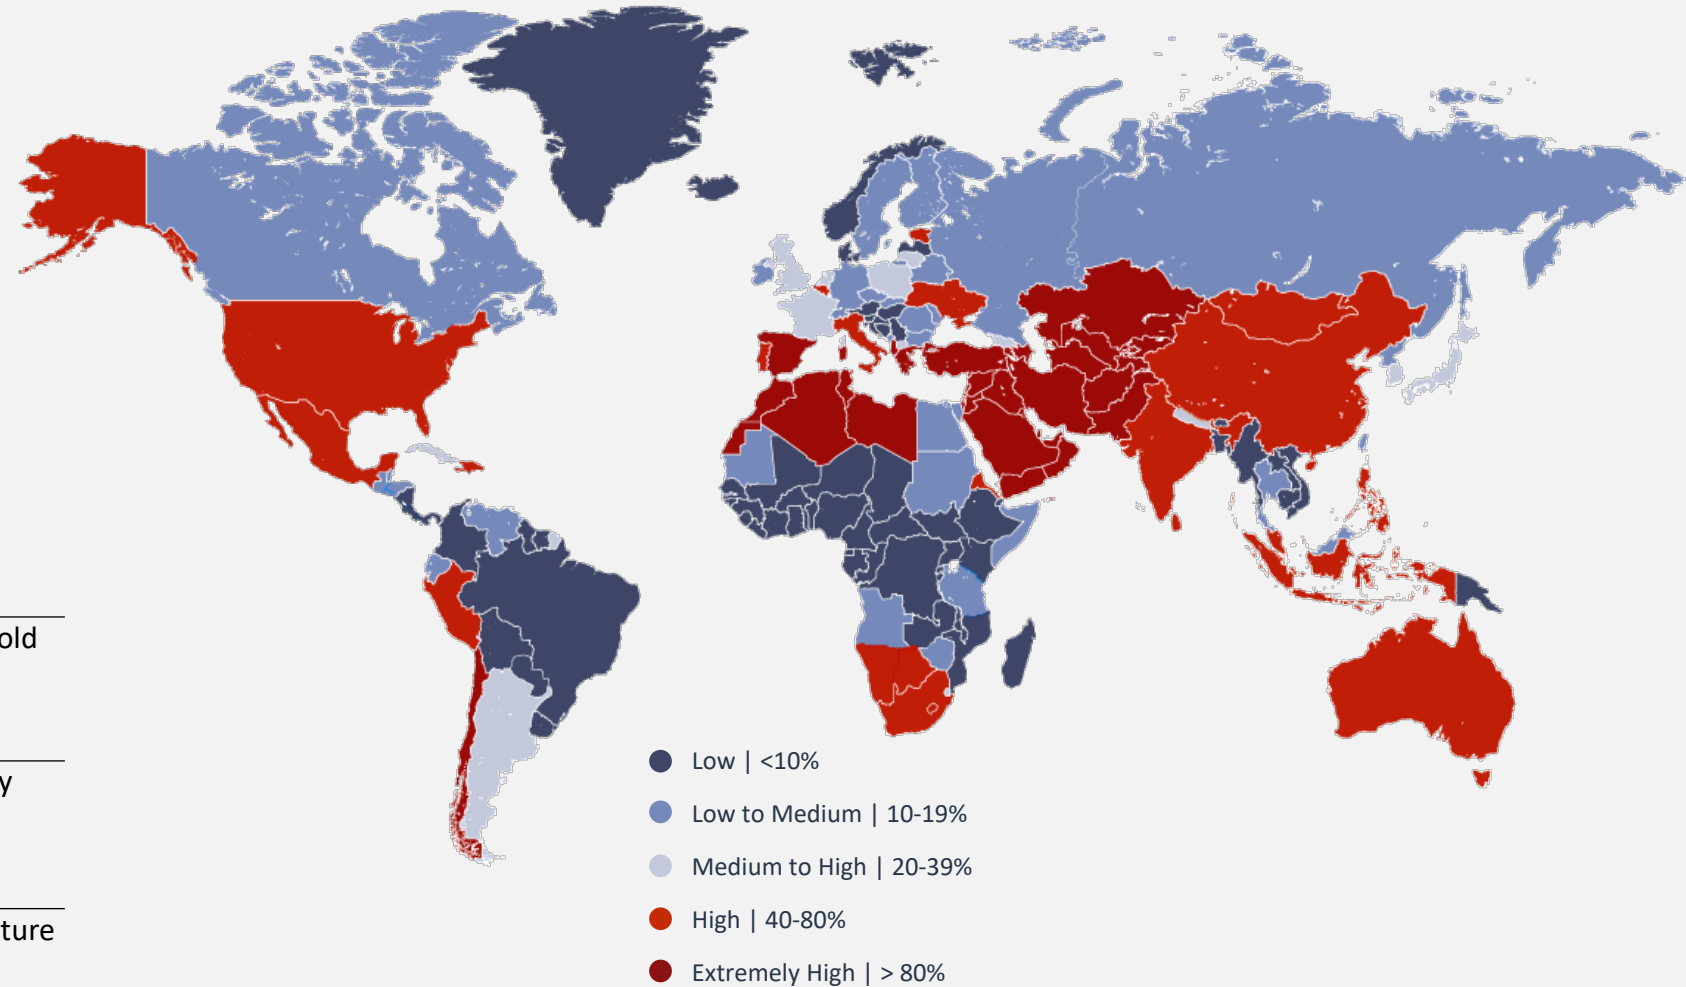 old
y
ture
Low | <10%
Low to Medium | 10-19%
Medium to High | 20-39%
High | 40-80%
Extremely High | > 80%